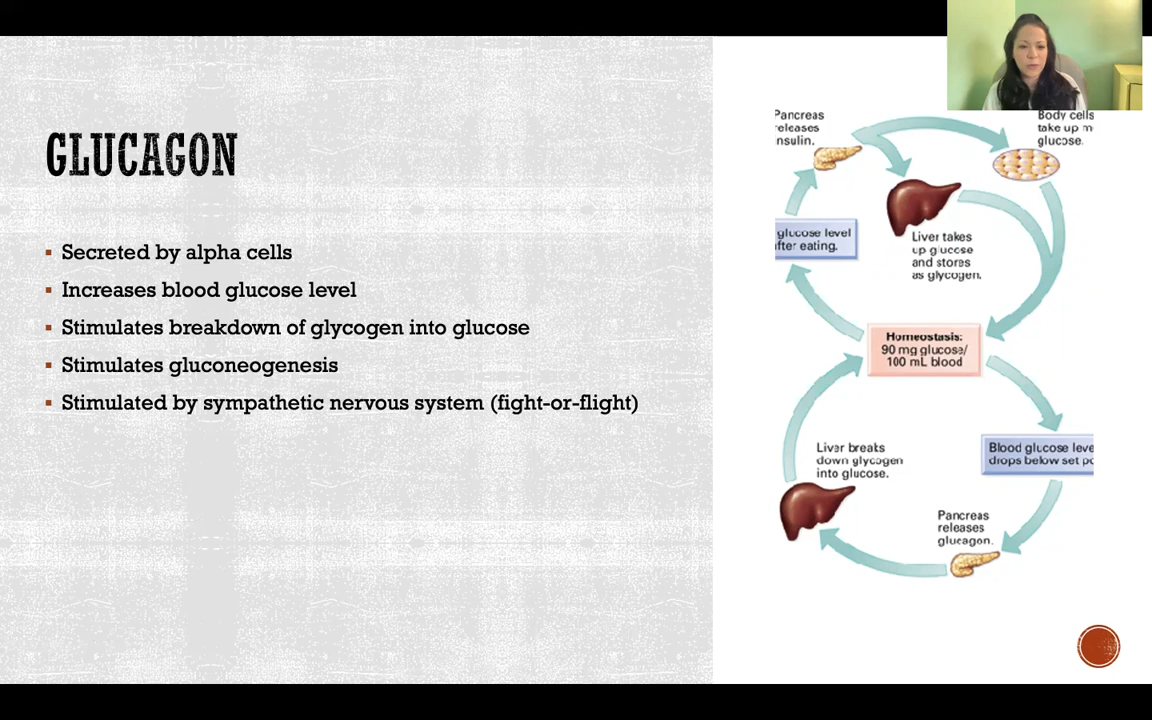 GLUCAGON
▪ Secreted by alpha cells
▪ Increases blood glucose level
▪ Stimulates breakdown of glycogen into glucose
▪ Stimulates gluconeogenesis
▪ Stimulated by sympathetic nervous system (fight-or-flight)
Pancreas
releases
insulin.
Body cells
take up m
glucose.
glucose level
after eating.
Liver takes
up glucose
and stores
as glycogen.
Homeostasis:
90 mg glucose/
100 mL blood
Liver breaks
down glycogen
into glucose.
Blood glucose leve
drops below set po
Pancreas
releases
glucagon.